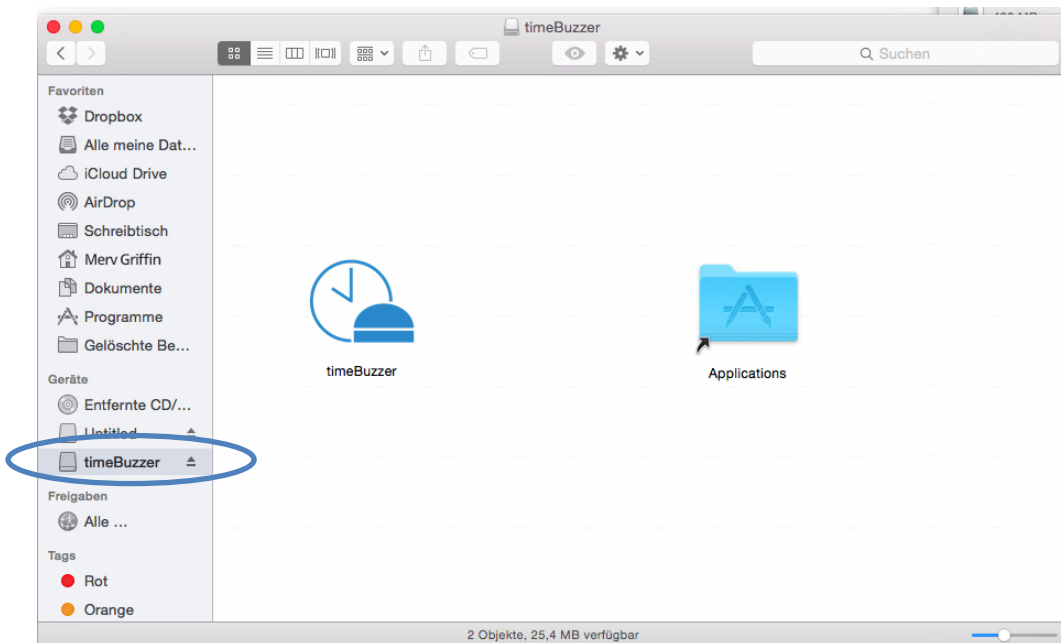 timeBuzzer
Suchen
Favoriten
Dropbox
Alle meine Dat...
iCloud Drive
AirDrop
Schreibtisch
Merv Griffin
Dokumente
Programme
Gelöschte Be...
Geräte
Entfernte CD/...
Untitled
timeBuzzer
Freigaben
Alle ...
Tags
Rot
Orange
timeBuzzer
Applications
2 Objekte, 25,4 MB verfügbar